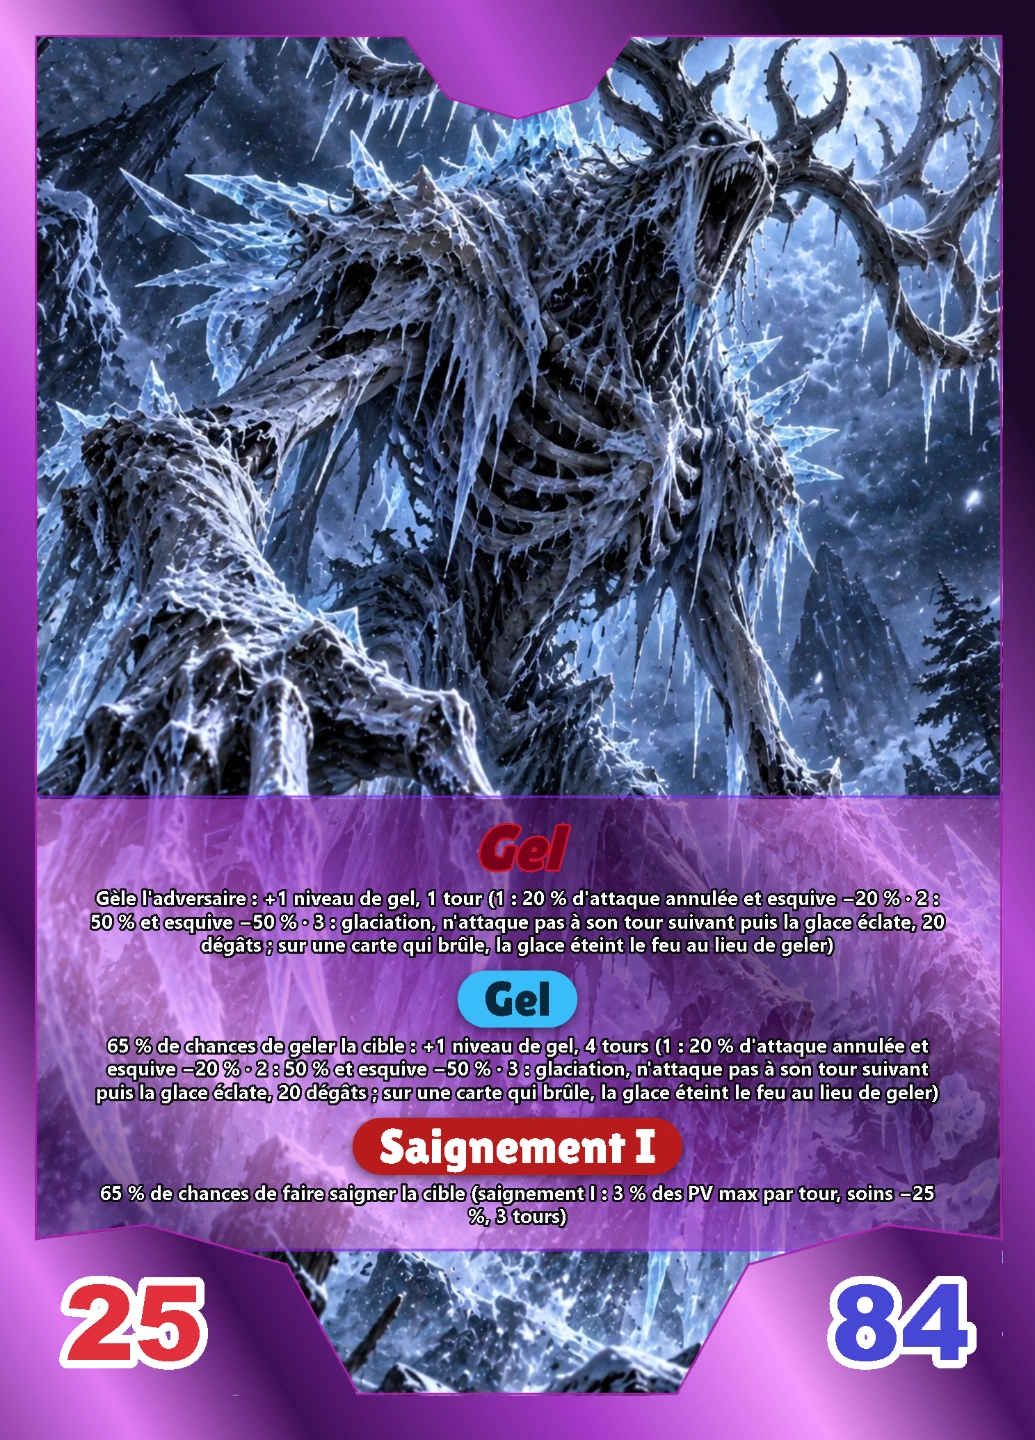 Gel
Gèle l'adversaire : +1 niveau de gel, 1 tour (1 : 20 % d'attaque annulée et esquive −20 % · 2 :
50 % et esquive −50 % · 3 : glaciation, n'attaque pas à son tour suivant puis la glace éclate, 20
dégâts ; sur une carte qui brûle, la glace éteint le feu au lieu de geler)
Gel
65 % de chances de geler la cible : +1 niveau de gel, 4 tours (1 : 20 % d'attaque annulée et
esquive −20 % · 2 : 50 % et esquive −50 % · 3 : glaciation, n'attaque pas à son tour suivant
puis la glace éclate, 20 dégâts ; sur une carte qui brûle, la glace éteint le feu au lieu de geler)
Saignement I
65 % de chances de faire saigner la cible (saignement I : 3 % des PV max par tour, soins −25
%, 3 tours)
25
84